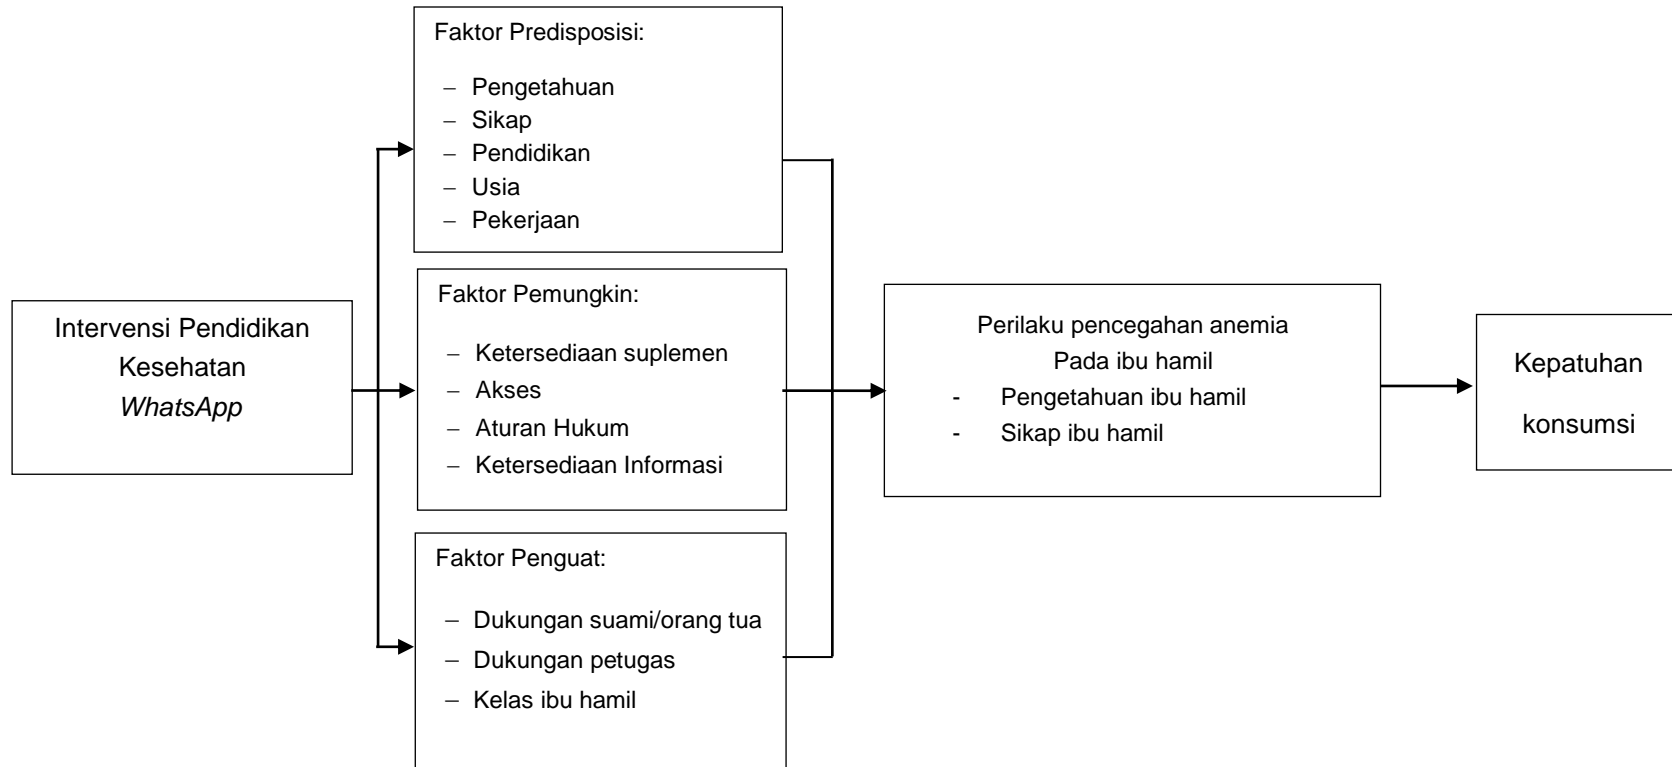 Faktor Predisposisi:
– Pengetahuan
– Sikap
– Pendidikan
– Usia
– Pekerjaan
Intervensi Pendidikan
Kesehatan
WhatsApp
Faktor Pemungkin:
– Ketersediaan suplemen
– Akses
– Aturan Hukum
– Ketersediaan Informasi
Faktor Penguat:
– Dukungan suami/orang tua
– Dukungan petugas
– Kelas ibu hamil
Perilaku pencegahan anemia
Pada ibu hamil
- Pengetahuan ibu hamil
- Sikap ibu hamil
Kepatuhan
konsumsi